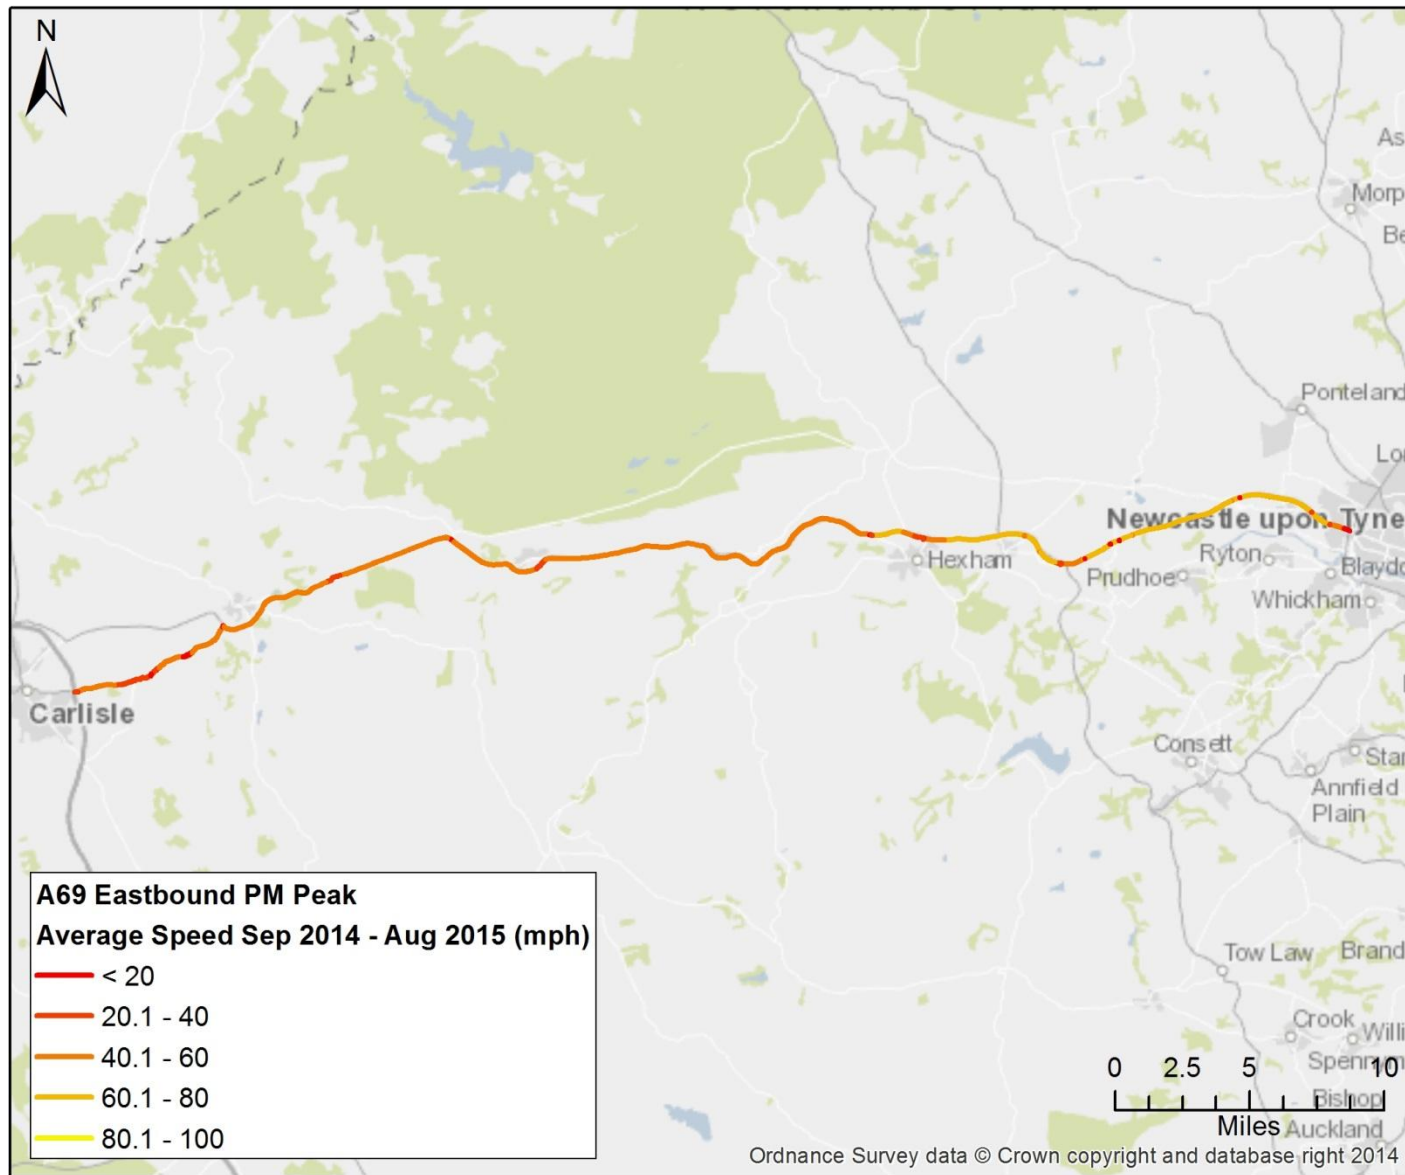 N
As
Morp
Be
Ponteland
Lo
Newcastle upon Tyne
Hexham
Ryton
Prudhoe
Blaydo
Whickham
Carlisle
Consett
Star
Annfield
Plain
A69 Eastbound PM Peak
Average Speed Sep 2014 - Aug 2015 (mph)
< 20
20.1 - 40
40.1 - 60
60.1 - 80
80.1 - 100
Tow Law
Brand
Crook
Willi
Spennym
Bishop
Auckland
0 2.5 5 10
Miles
Ordnance Survey data © Crown copyright and database right 2014